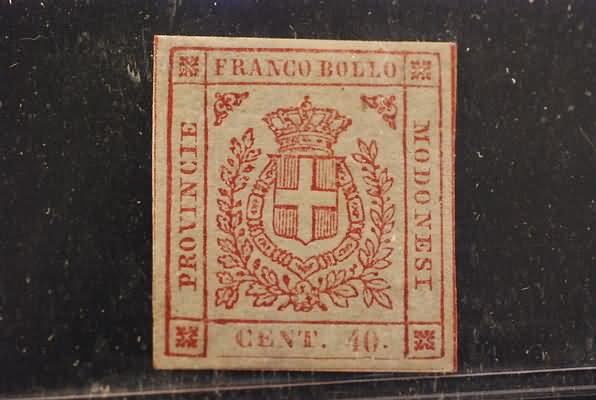 FRANCO BOLLO
PROVINCIE
MODONESI
CENT. 40.